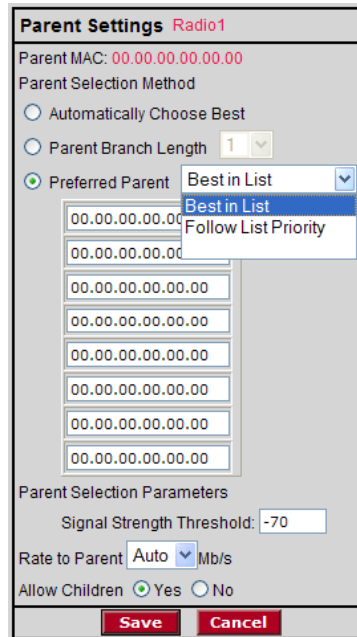 Parent Settings Radio1
Parent MAC: 00.00.00.00.00.00
Parent Selection Method
Automatically Choose Best
Parent Branch Length 1
Preferred Parent Best in List
Best in List
Follow List Priority
00.00.00.00
00.00.00.00
00.00.00.00.00.00
00.00.00.00.00.00
00.00.00.00.00.00
00.00.00.00.00.00
00.00.00.00.00.00
00.00.00.00.00.00
Parent Selection Parameters
Signal Strength Threshold: -70
Rate to Parent Auto Mb/s
Allow Children Yes No
Save Cancel